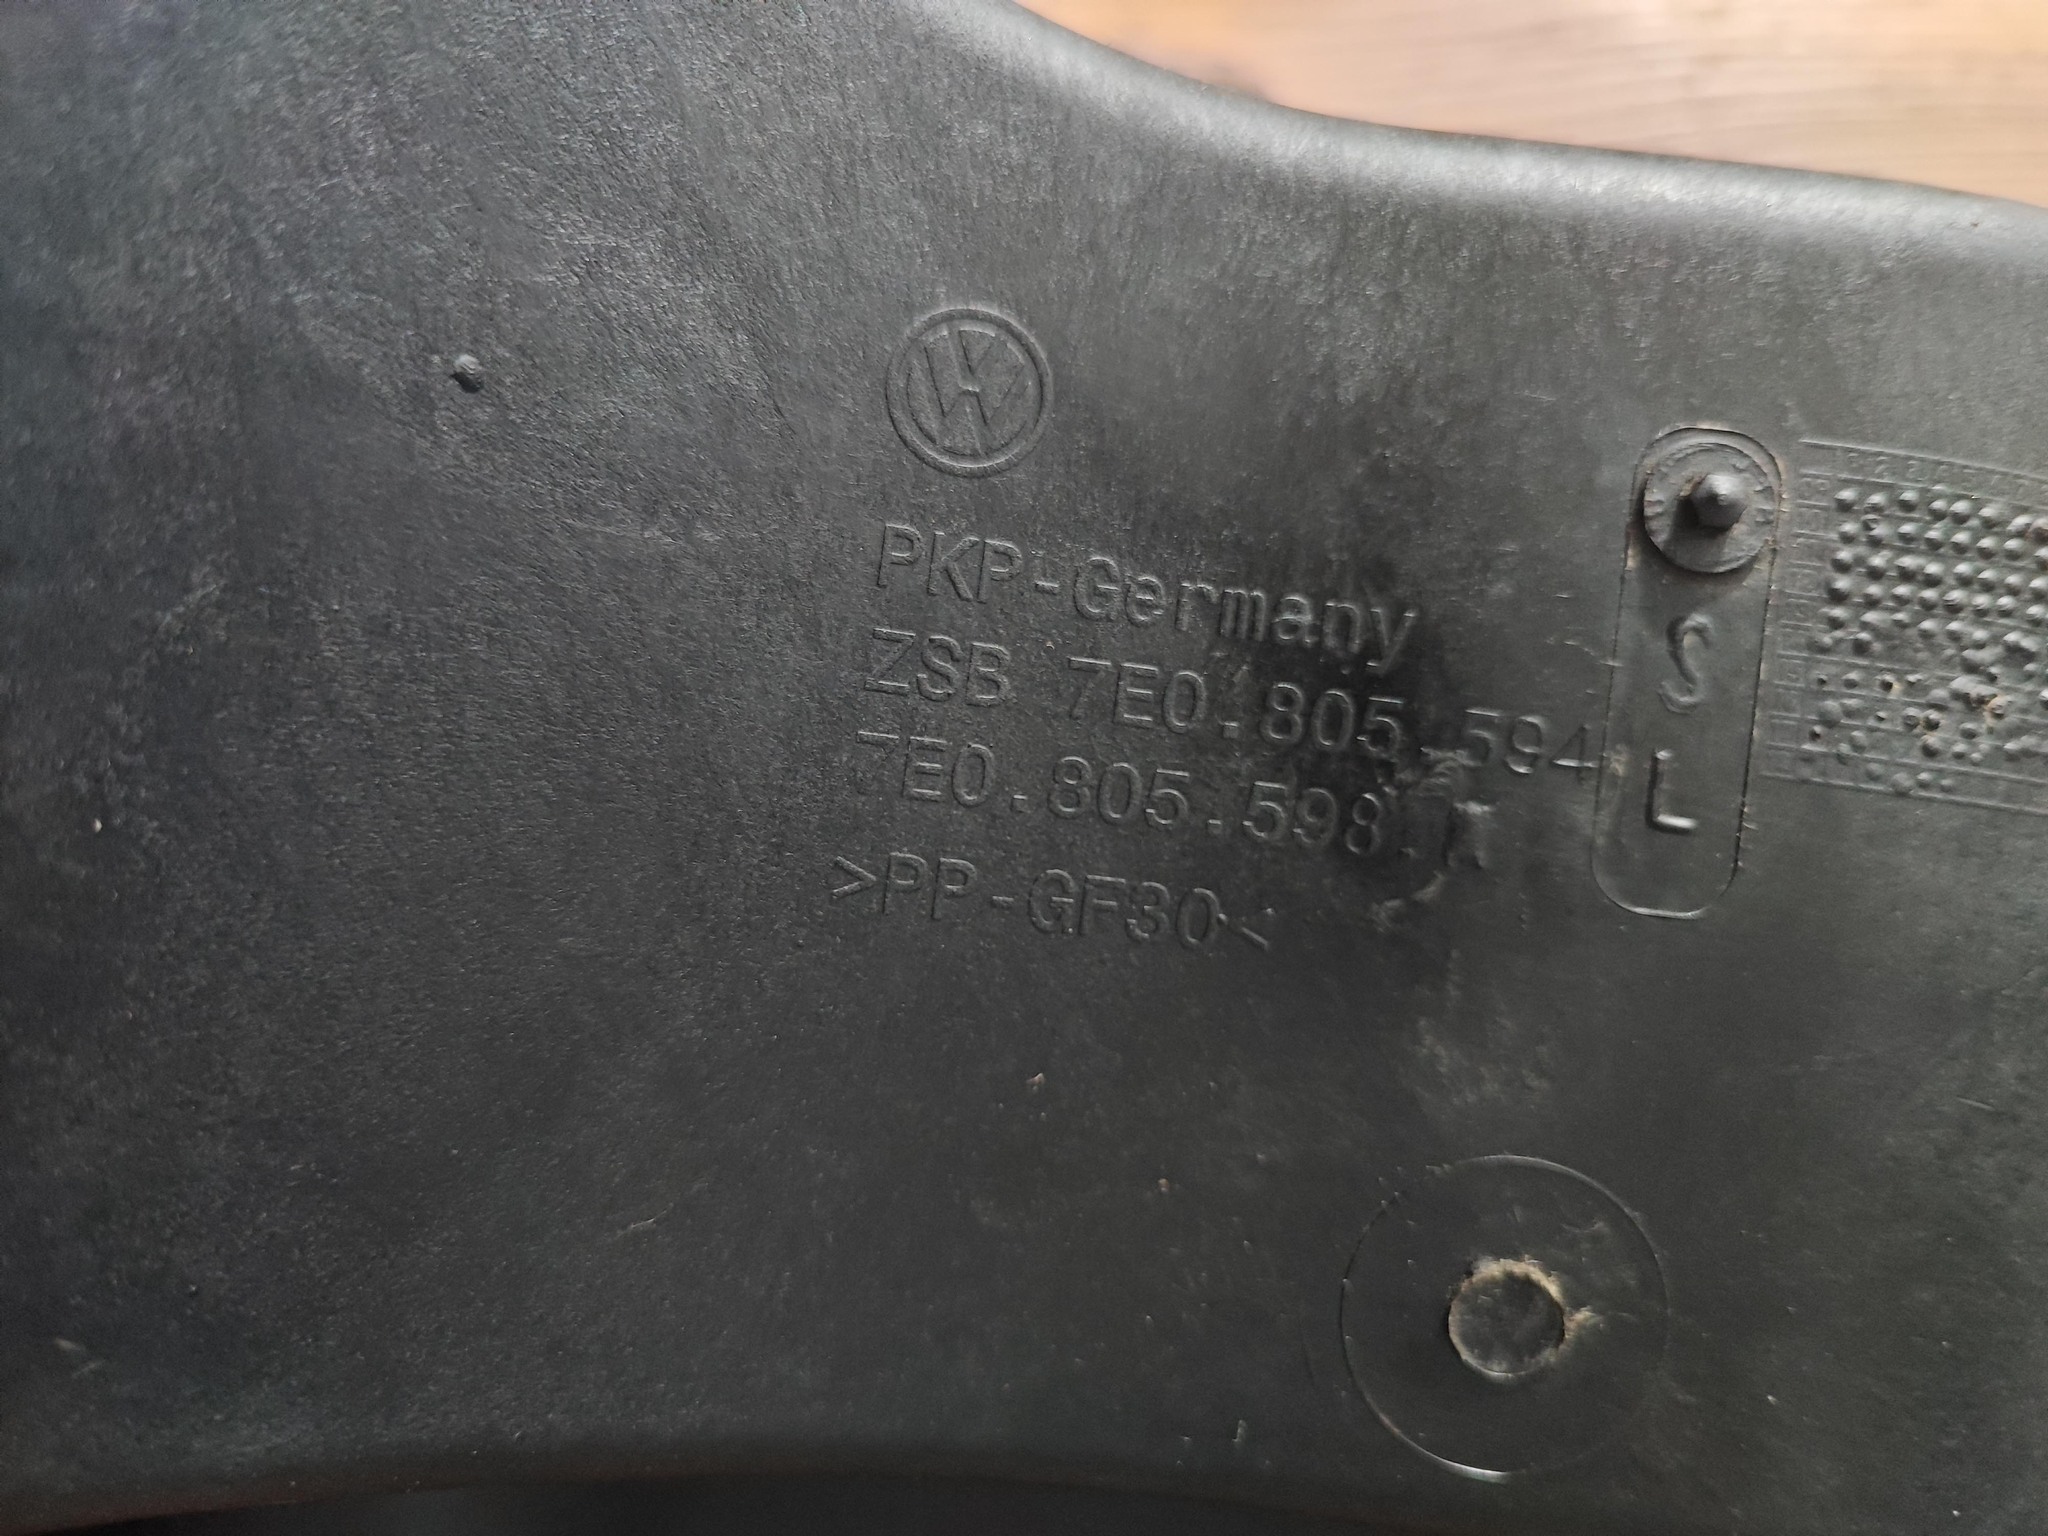 PKP-Germany
ZSB 7E0.805.594
7E0.805.598.
>PP-GF30<
S
L